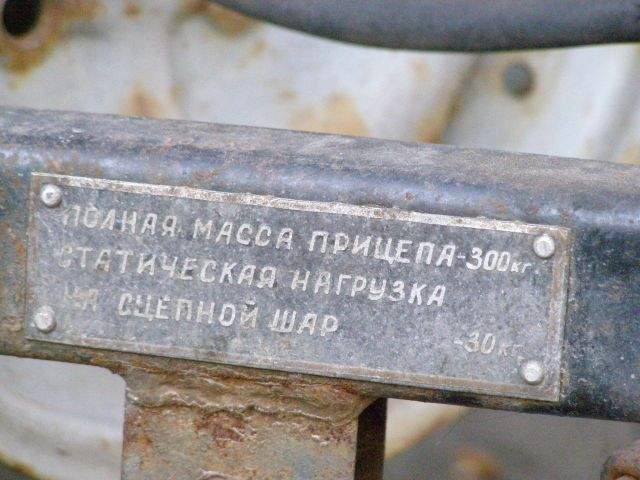 ПОЛНАЯ МАССА ПРИЦЕПА-300кг.
СТАТИЧЕСКАЯ НАГРУЗКА
НА СЦЕПНОЙ ШАР -30кг.